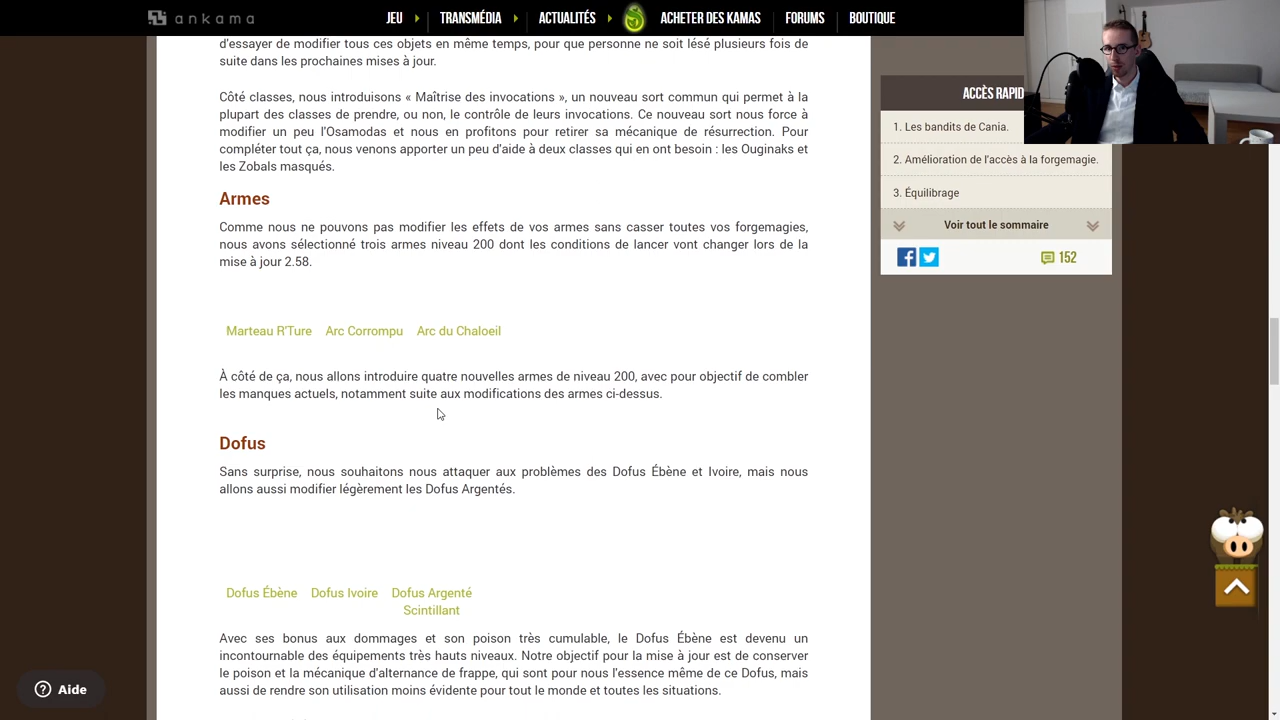 ankama
JEU
TRANSMÉDIA
ACTUALITÉS
ACHETER DES KAMAS
FORUMS
BOUTIQUE
d'essayer de modifier tous ces objets en même temps, pour que personne ne soit lésé plusieurs fois de
suite dans les prochaines mises à jour.
Côté classes, nous introduisons « Maîtrise des invocations », un nouveau sort commun qui permet à la
plupart des classes de prendre, ou non, le contrôle de leurs invocations. Ce nouveau sort nous force à
modifier un peu l'Osamodas et nous en profitons pour retirer sa mécanique de résurrection. Pour
compléter tout ça, nous venons apporter un peu d'aide à deux classes qui en ont besoin : les Ouginaks et
les Zobals masqués.
Armes
Comme nous ne pouvons pas modifier les effets de vos armes sans casser toutes vos forgemagies,
nous avons sélectionné trois armes niveau 200 dont les conditions de lancer vont changer lors de la
mise à jour 2.58.
Marteau R'Ture
Arc Corrompu
Arc du Chaloeil
À côté de ça, nous allons introduire quatre nouvelles armes de niveau 200, avec pour objectif de combler
les manques actuels, notamment suite aux modifications des armes ci-dessus.
Dofus
Sans surprise, nous souhaitons nous attaquer aux problèmes des Dofus Ébène et Ivoire, mais nous
allons aussi modifier légèrement les Dofus Argentés.
Dofus Ébène
Dofus Ivoire
Dofus Argenté
Scintillant
Avec ses bonus aux dommages et son poison très cumulable, le Dofus Ébène est devenu un
incontournable des équipements très hauts niveaux. Notre objectif pour la mise à jour est de conserver
le poison et la mécanique d'alternance de frappe, qui sont pour nous l'essence même de ce Dofus, mais
aussi de rendre son utilisation moins évidente pour tout le monde et toutes les situations.
ACCÈS RAPID
1. Les bandits de Cania.
2. Amélioration de l'accès à la forgemagie.
3. Équilibrage
Voir tout le sommaire
152
Aide